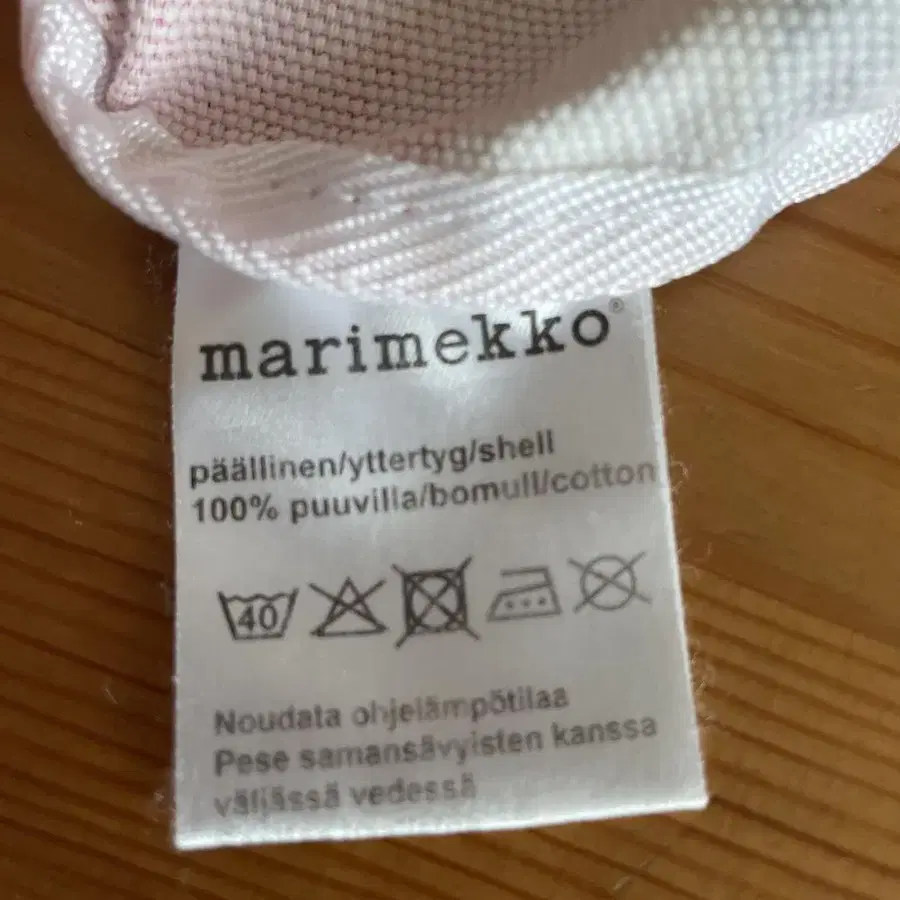 marimekko®
päällinen/yttertyg/shell
100% puuvilla/bomull/cotton
40
Noudata ohjelämpötilaa
Pese samansävyisten kanssa
väljässä vedessä